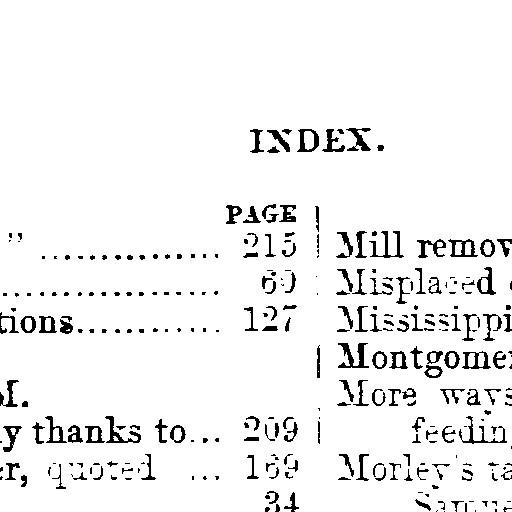 INDEX.
PAGE
” ............... 215
................... 69
tions............ 127
M.
y thanks to... 209
er, quoted ... 169
34
Mill remov
Misplaced
Mississippi
Montgomer
More ways
feedin
Morley's ta
Samue